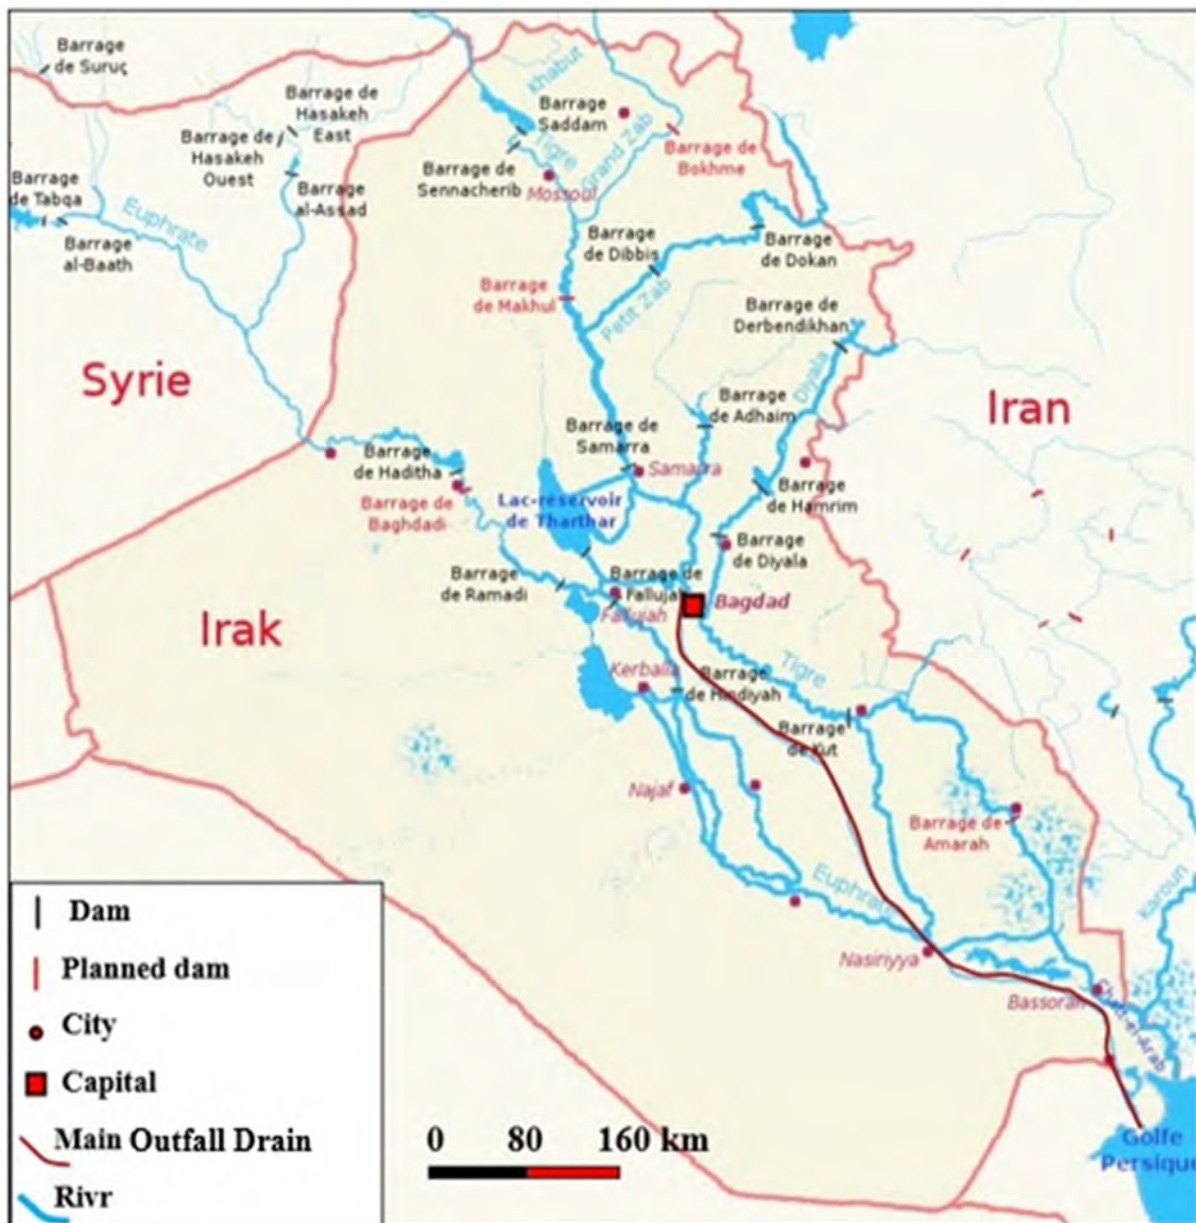 Barrage
de Suruç
Barrage de
Hasakeh
East
Barrage de
Hasakeh
Ouest
Barrage
al-Assad
Barrage
de Tabqa
Barrage
al-Baath
Euphrate
Syrie
khabut
Barrage
Saddam
Tigre
Grand Zab
Barrage de
Bokhme
Barrage de
Sennacherib
Mossoul
Barrage
de Dibbis
Barrage
de Dokan
Barrage
de Makhul
Petit Zab
Barrage de
Derbendikhan
Diyala
Iran
Barrage
de Adhaim
Barrage de
Samarra
Samarra
Barrage
de Haditha
Barrage de
Baghdadi
Lac-réservoir
de Tharthar
Barrage
de Hamrim
Barrage
de Diyala
Barrage
de Ramadi
Barrage de
Fallujah
Fallujah
Bagdad
Irak
Kerballa
Barrage
de Hindiyah
Tigre
Barrage
de Kut
Najaf
Barrage de
Amarah
Euphrate
karoun
Nasiriyya
Bassorah
Shatt-el-Arab
Golfe
Persique
Dam
Planned dam
City
Capital
Main Outfall Drain
Rivr
0 80 160 km